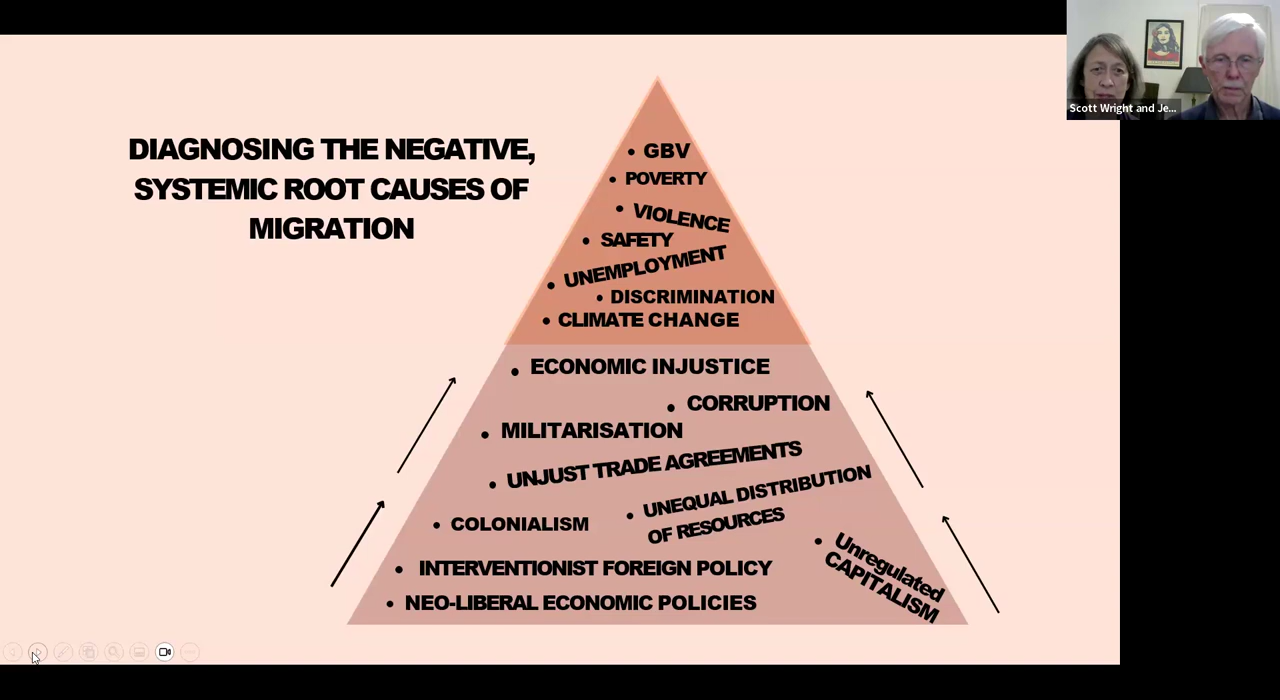 Scott Wright and Je...
DIAGNOSING THE NEGATIVE,
SYSTEMIC ROOT CAUSES OF
MIGRATION
• GBV
• POVERTY
• VIOLENCE
• SAFETY
• UNEMPLOYMENT
• DISCRIMINATION
• CLIMATE CHANGE
• ECONOMIC INJUSTICE
• CORRUPTION
• MILITARISATION
• UNJUST TRADE AGREEMENTS
• UNEQUAL DISTRIBUTION
OF RESOURCES
• COLONIALISM
• Unregulated
CAPITALISM
• INTERVENTIONIST FOREIGN POLICY
• NEO-LIBERAL ECONOMIC POLICIES